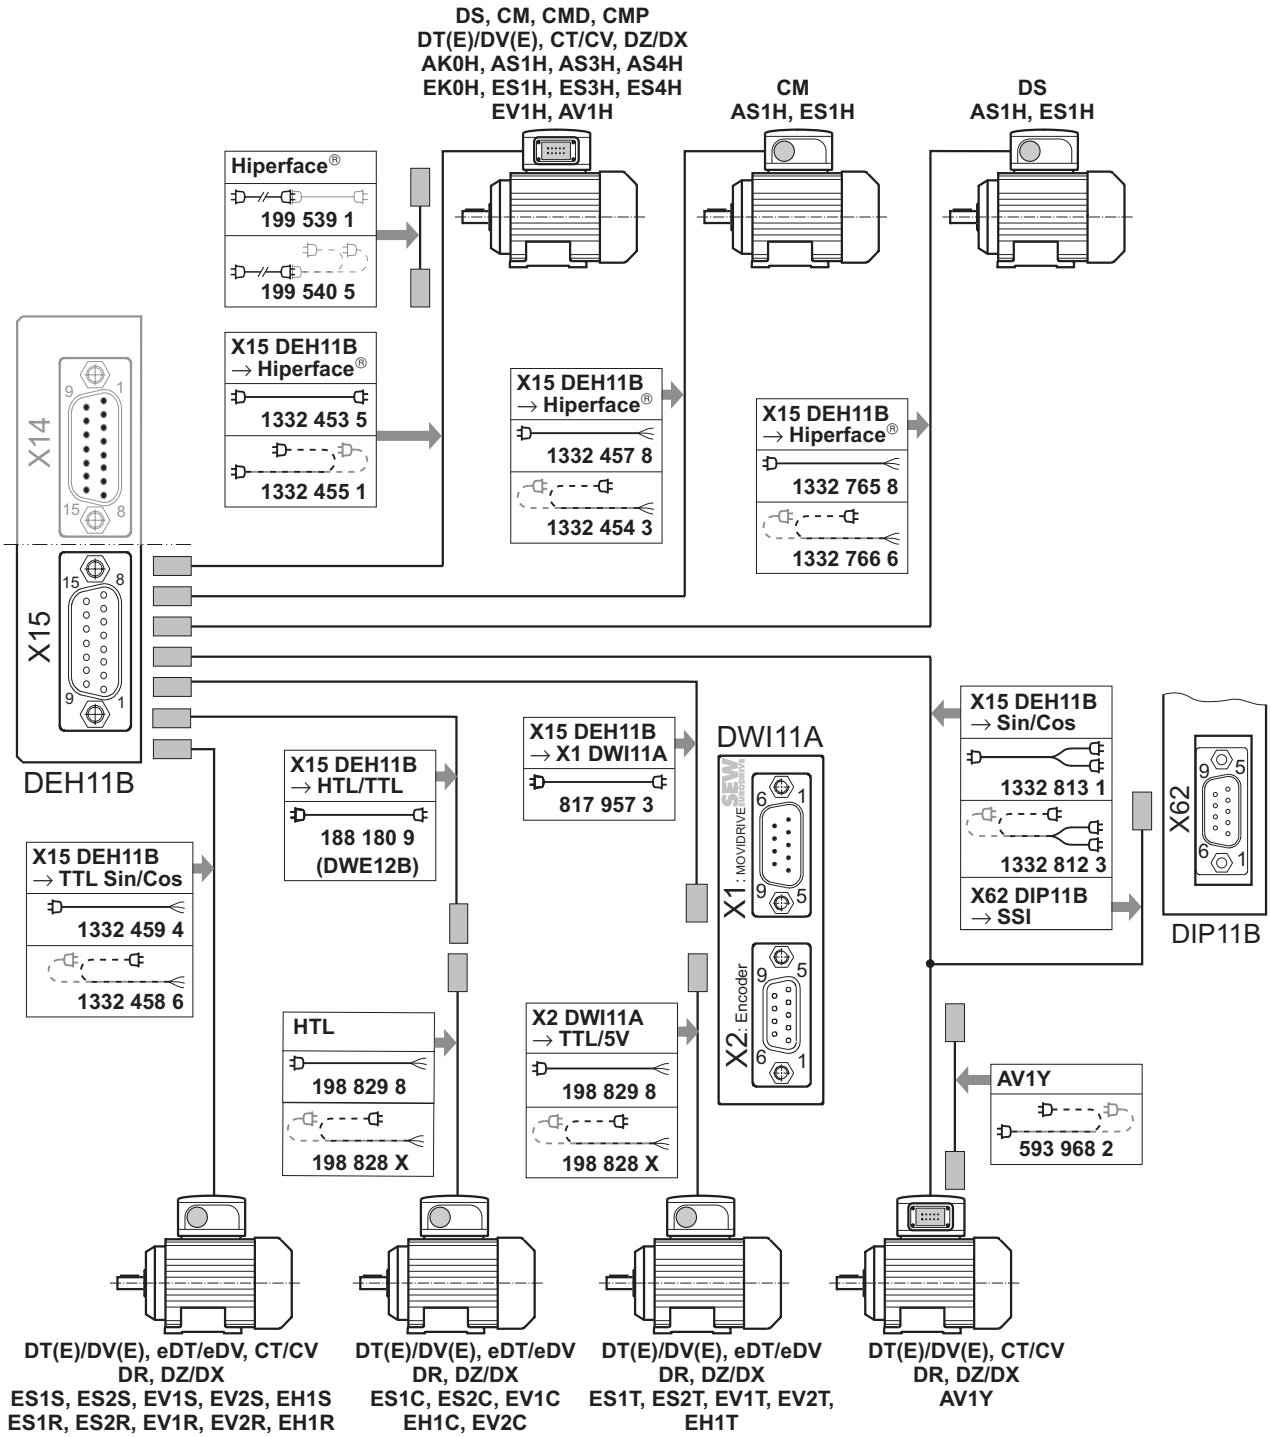 DS, CM, CMD, CMP
DT(E)/DV(E), CT/CV, DZ/DX
AK0H, AS1H, AS3H, AS4H
EK0H, ES1H, ES3H, ES4H
EV1H, AV1H
CM
AS1H, ES1H
DS
AS1H, ES1H
Hiperface®
199 539 1
199 540 5
X15 DEH11B
→ Hiperface®
1332 453 5
1332 455 1
X15 DEH11B
→ Hiperface®
1332 457 8
1332 454 3
X15 DEH11B
→ Hiperface®
1332 765 8
1332 766 6
X14
9
1
15
8
X15
15
8
9
1
DEH11B
X15 DEH11B
→ TTL Sin/Cos
1332 459 4
1332 458 6
X15 DEH11B
→ HTL/TTL
188 180 9
(DWE12B)
HTL
198 829 8
198 828 X
X15 DEH11B
→ X1 DWI11A
817 957 3
X2 DWI11A
→ TTL/5V
198 829 8
198 828 X
DWI11A
SEW
EURODRIVE
X1: MOVIDRIVE
6
1
9
5
X2: Encoder
9
5
6
1
X15 DEH11B
→ Sin/Cos
1332 813 1
1332 812 3
X62 DIP11B
→ SSI
X62
9
5
6
1
DIP11B
AV1Y
593 968 2
DT(E)/DV(E), eDT/eDV, CT/CV
DR, DZ/DX
ES1S, ES2S, EV1S, EV2S, EH1S
ES1R, ES2R, EV1R, EV2R, EH1R
DT(E)/DV(E), eDT/eDV
DR, DZ/DX
ES1C, ES2C, EV1C
EH1C, EV2C
DT(E)/DV(E), eDT/eDV
DR, DZ/DX
ES1T, ES2T, EV1T, EV2T,
EH1T
DT(E)/DV(E), CT/CV
DR, DZ/DX
AV1Y